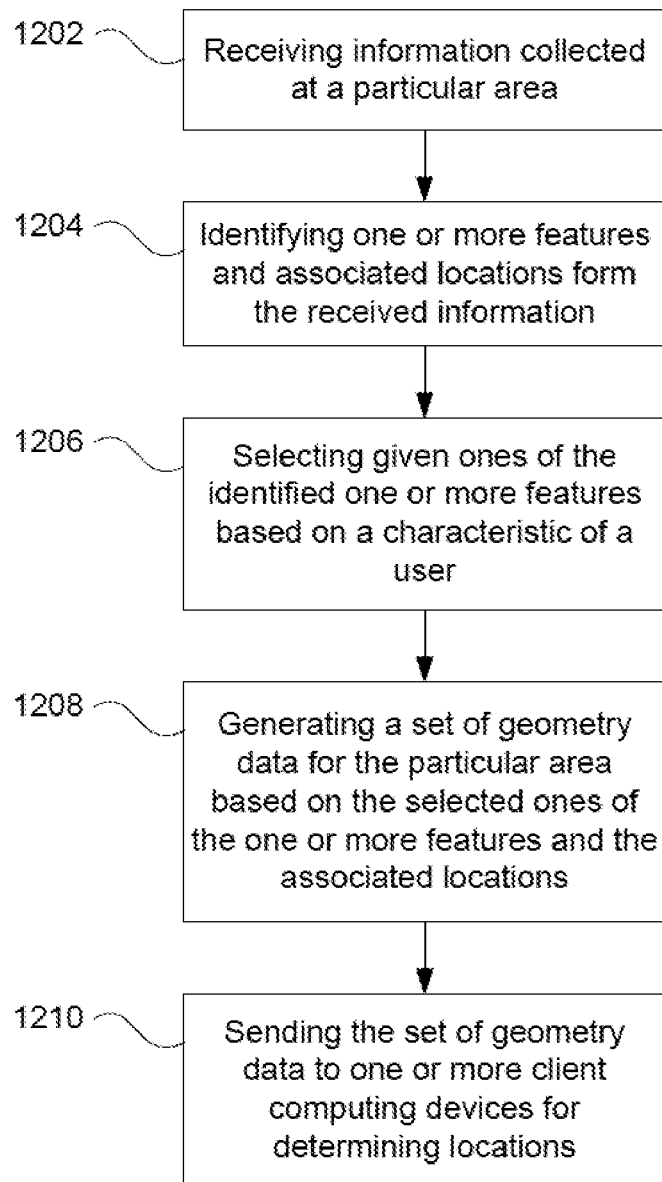 1202
Receiving information collected
at a particular area
1204
Identifying one or more features
and associated locations form
the received information
1206
Selecting given ones of the
identified one or more features
based on a characteristic of a
user
1208
Generating a set of geometry
data for the particular area
based on the selected ones of
the one or more features and the
associated locations
1210
Sending the set of geometry
data to one or more client
computing devices for
determining locations